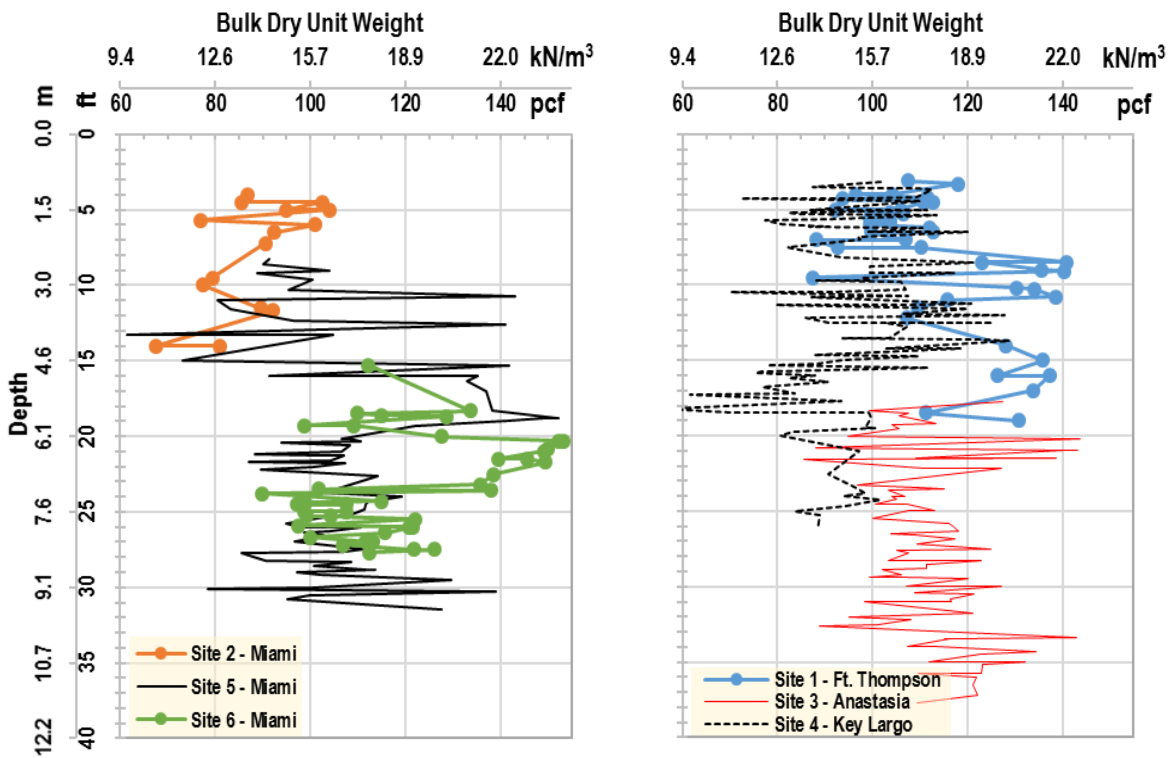 Bulk Dry Unit Weight
9.4 12.6 15.7 18.9 22.0 kN/m³
60 80 100 120 140 pcf
m ft
Depth
0.0 0
1.5 5
3.0 10
4.6 15
6.1 20
7.6 25
9.1 30
10.7 35
12.2 40
Site 2 - Miami
Site 5 - Miami
Site 6 - Miami
Bulk Dry Unit Weight
9.4 12.6 15.7 18.9 22.0 kN/m³
60 80 100 120 140 pcf
Site 1 - Ft. Thompson
Site 3 - Anastasia
Site 4 - Key Largo